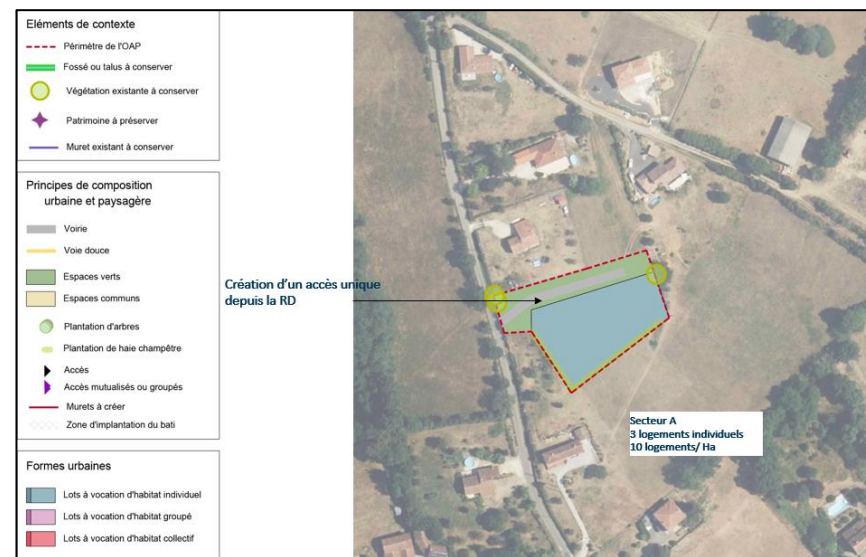 Eléments de contexte
Périmètre de l'OAP
Fossé ou talus à conserver
Végétation existante à conserver
Patrimoine à préserver
Muret existant à conserver
Principes de composition
urbaine et paysagère
Voirie
Voie douce
Espaces verts
Espaces communs
Plantation d'arbres
Plantation de haie champêtre
Accès
Accès mutualisés ou groupés
Murets à créer
Zone d'implantation du bati
Formes urbaines
Lots à vocation d'habitat individuel
Lots à vocation d'habitat groupé
Lots à vocation d'habitat collectif
Création d'un accès unique
depuis la RD
Secteur A
3 logements individuels
10 logements/ Ha